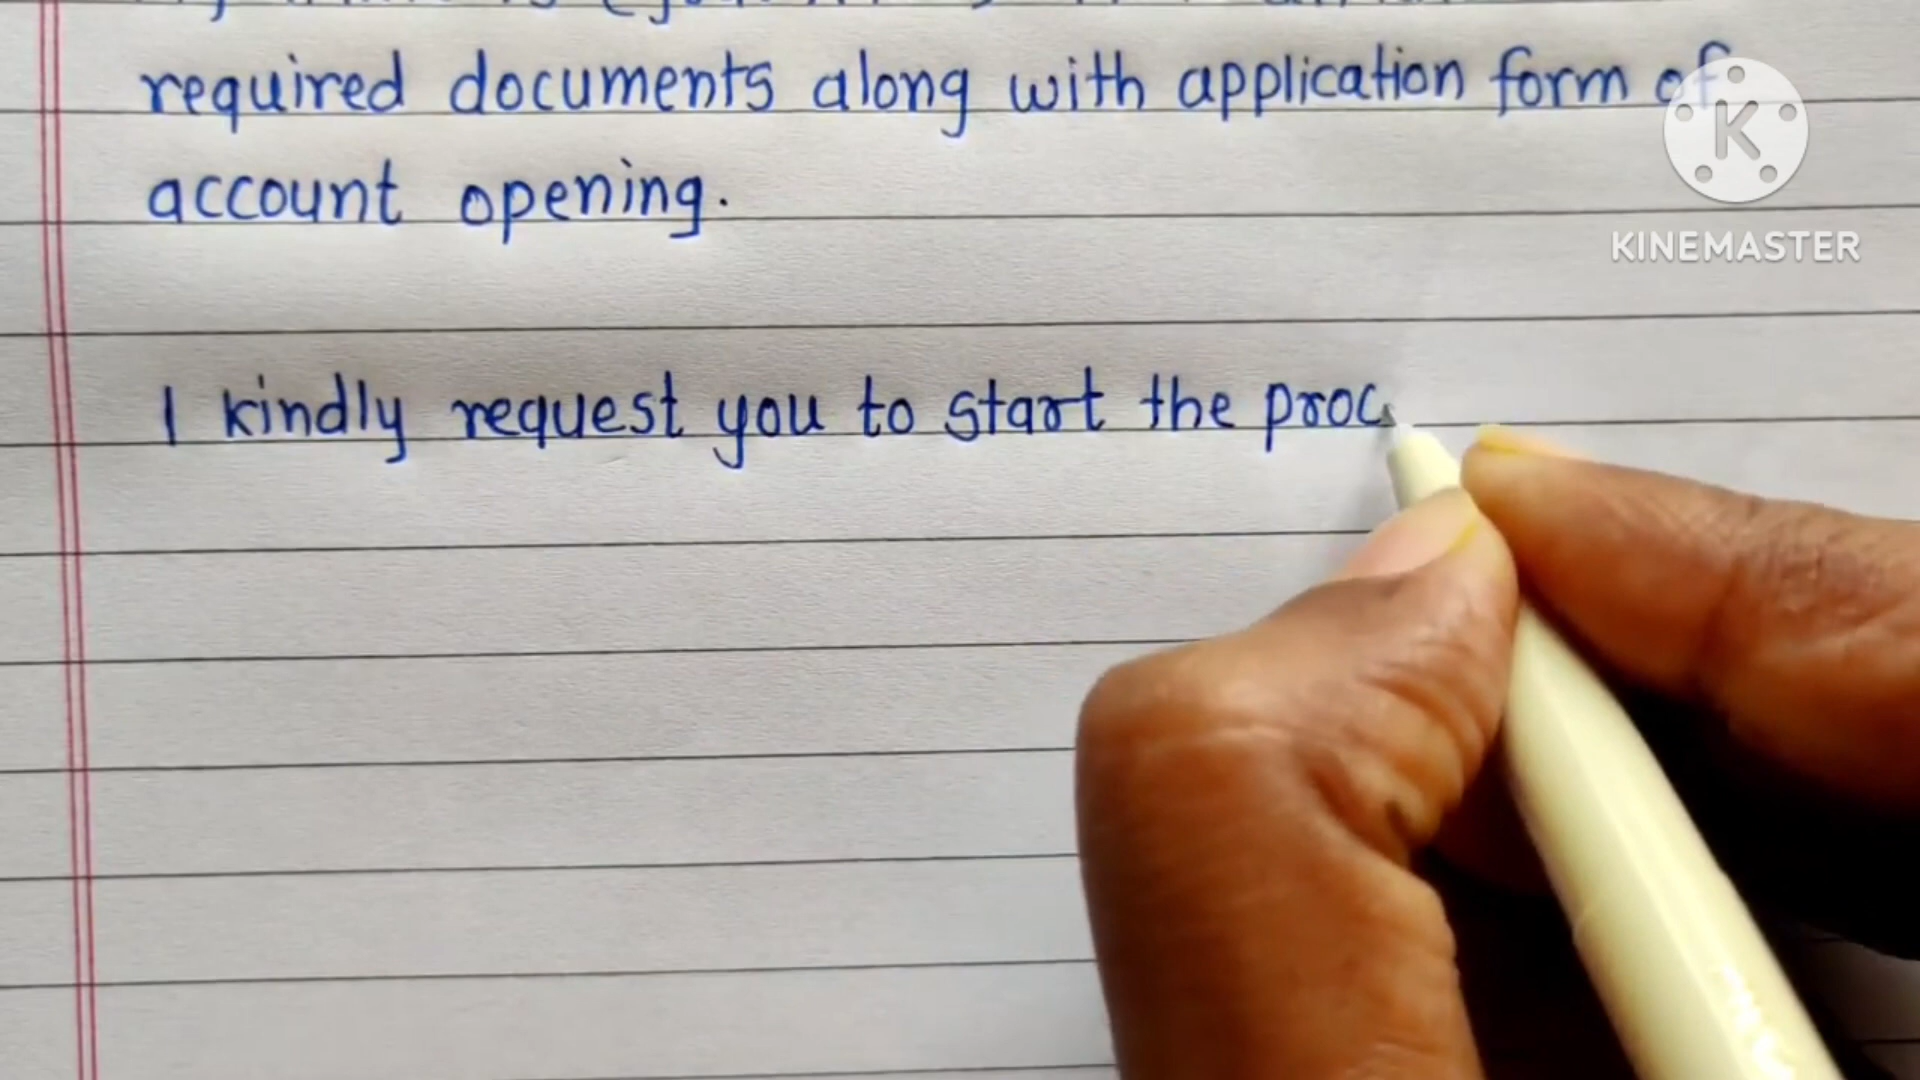 required documents along with application form of
account opening.
I kindly request you to start the proc
K
KINEMASTER